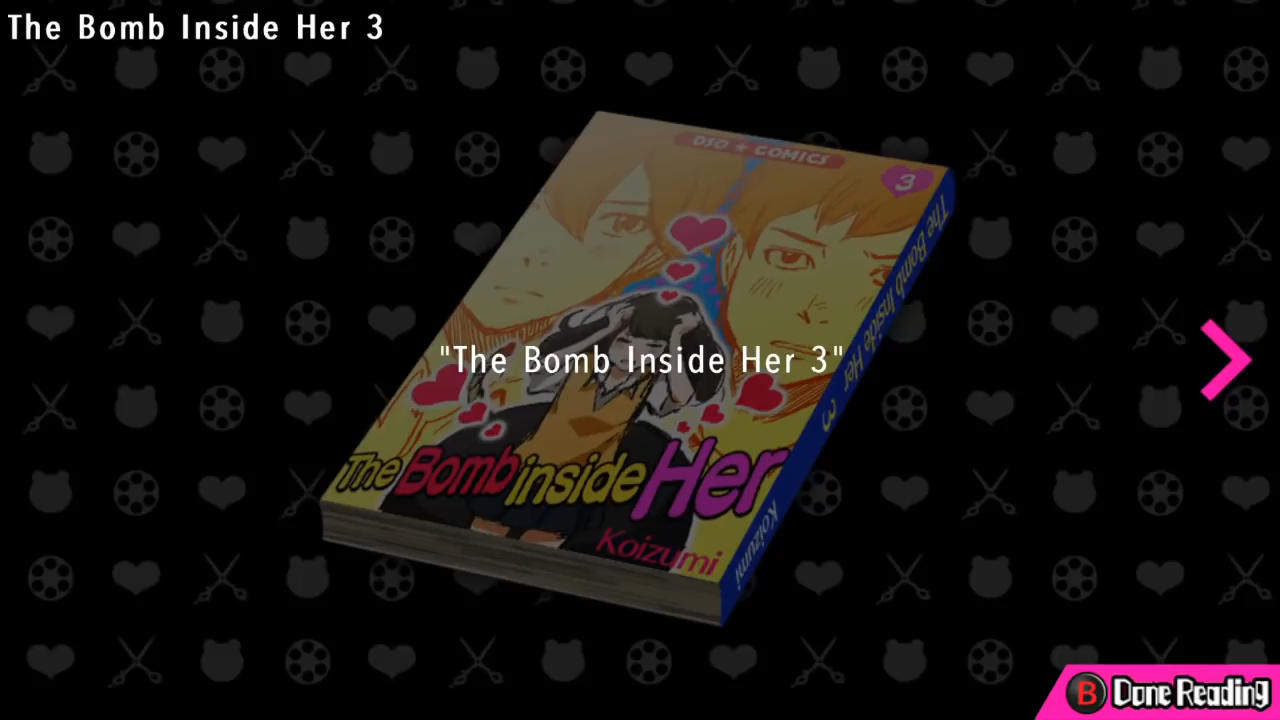 The Bomb Inside Her 3
DSO ★ COMICS
3
"The Bomb Inside Her 3"
The Bomb inside Her
Koizumi
The Bomb Inside Her 3
Koizumi
B Done Reading